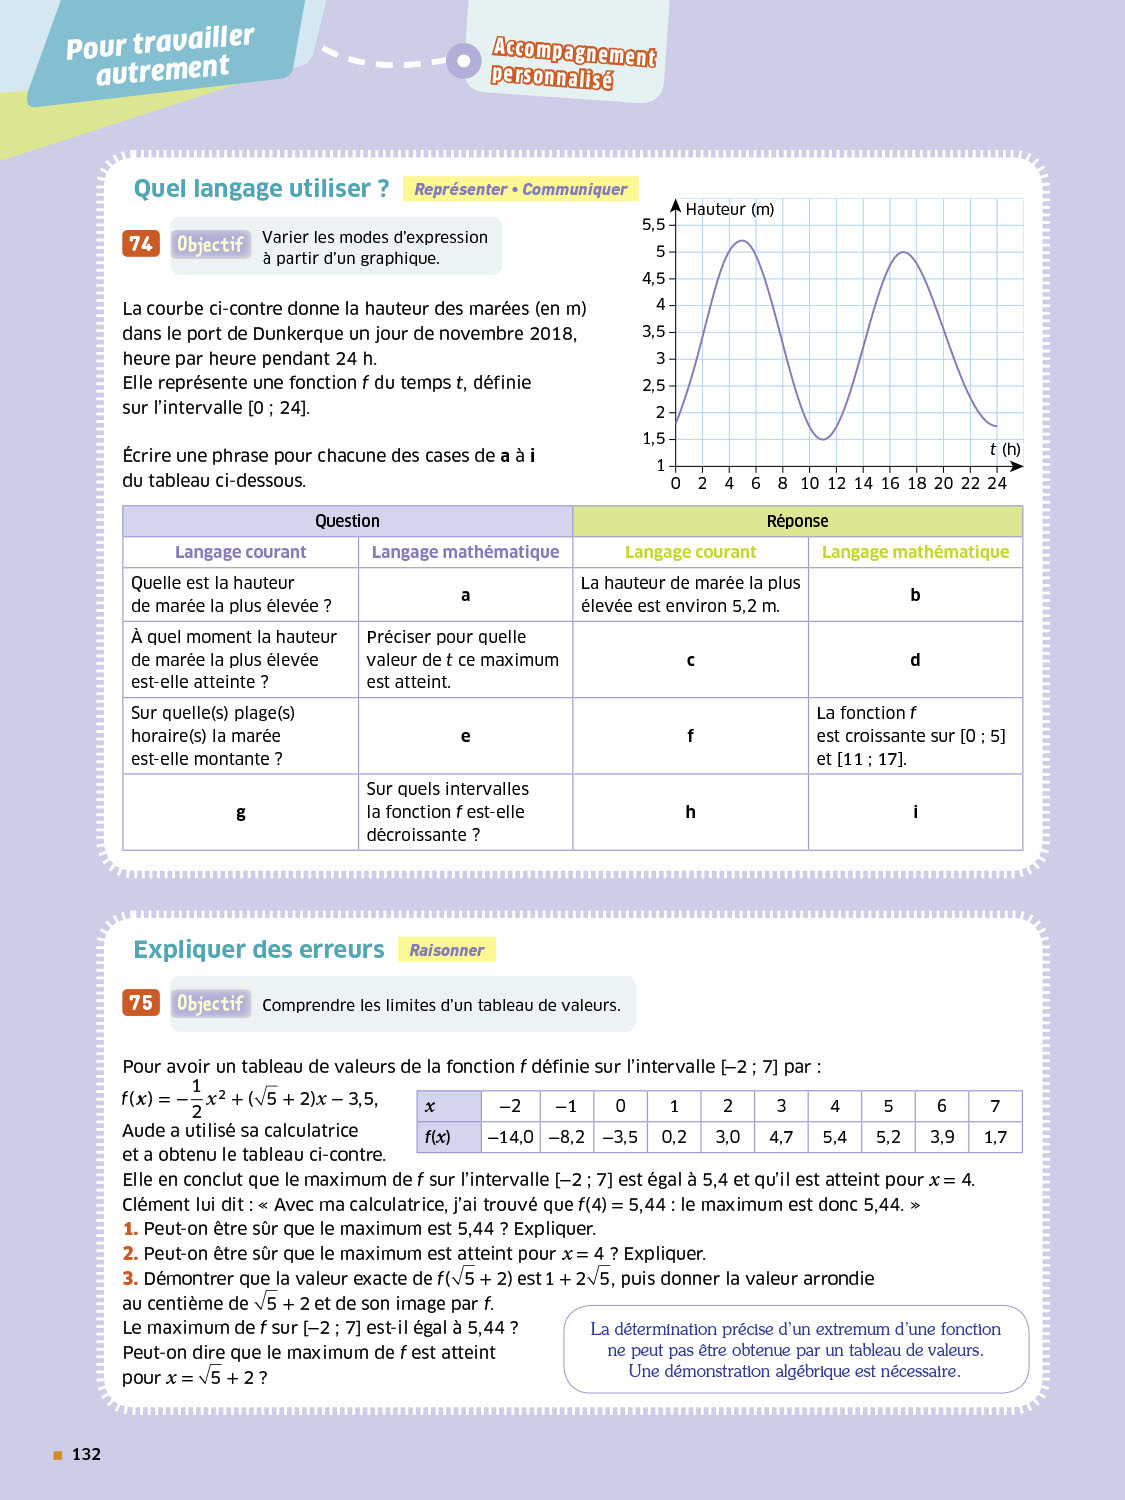 Pour travailler
autrement
Accompagnement
personnalisé
Quel langage utiliser ? Représenter • Communiquer
74 Objectif Varier les modes d'expression
à partir d'un graphique.
La courbe ci-contre donne la hauteur des marées (en m)
dans le port de Dunkerque un jour de novembre 2018,
heure par heure pendant 24 h.
Elle représente une fonction f du temps t, définie
sur l'intervalle [0 ; 24].
Écrire une phrase pour chacune des cases de a à i
du tableau ci-dessous.
Hauteur (m)
5,5
5
4,5
4
3,5
3
2,5
2
1,5
1
t (h)
0 2 4 6 8 10 12 14 16 18 20 22 24
Question Réponse
Langage courant Langage mathématique Langage courant Langage mathématique
Quelle est la hauteur
de marée la plus élevée ?
a
La hauteur de marée la plus
élevée est environ 5,2 m.
b
À quel moment la hauteur
de marée la plus élevée
est-elle atteinte ?
Préciser pour quelle
valeur de t ce maximum
est atteint.
c
d
Sur quelle(s) plage(s)
horaire(s) la marée
est-elle montante ?
e
f
La fonction f
est croissante sur [0 ; 5]
et [11 ; 17].
g
Sur quels intervalles
la fonction f est-elle
décroissante ?
h
i
Expliquer des erreurs Raisonner
75 Objectif Comprendre les limites d'un tableau de valeurs.
Pour avoir un tableau de valeurs de la fonction f définie sur l'intervalle [−2 ; 7] par :
f(x) = −1/2 x² + (√5 + 2)x − 3,5,
Aude a utilisé sa calculatrice
et a obtenu le tableau ci-contre.
x −2 −1 0 1 2 3 4 5 6 7
f(x) −14,0 −8,2 −3,5 0,2 3,0 4,7 5,4 5,2 3,9 1,7
Elle en conclut que le maximum de f sur l'intervalle [−2 ; 7] est égal à 5,4 et qu'il est atteint pour x = 4.
Clément lui dit : « Avec ma calculatrice, j'ai trouvé que f(4) = 5,44 : le maximum est donc 5,44. »
1. Peut-on être sûr que le maximum est 5,44 ? Expliquer.
2. Peut-on être sûr que le maximum est atteint pour x = 4 ? Expliquer.
3. Démontrer que la valeur exacte de f(√5 + 2) est 1 + 2√5, puis donner la valeur arrondie
au centième de √5 + 2 et de son image par f.
Le maximum de f sur [−2 ; 7] est-il égal à 5,44 ?
Peut-on dire que le maximum de f est atteint
pour x = √5 + 2 ?
La détermination précise d'un extremum d'une fonction
ne peut pas être obtenue par un tableau de valeurs.
Une démonstration algébrique est nécessaire.
132